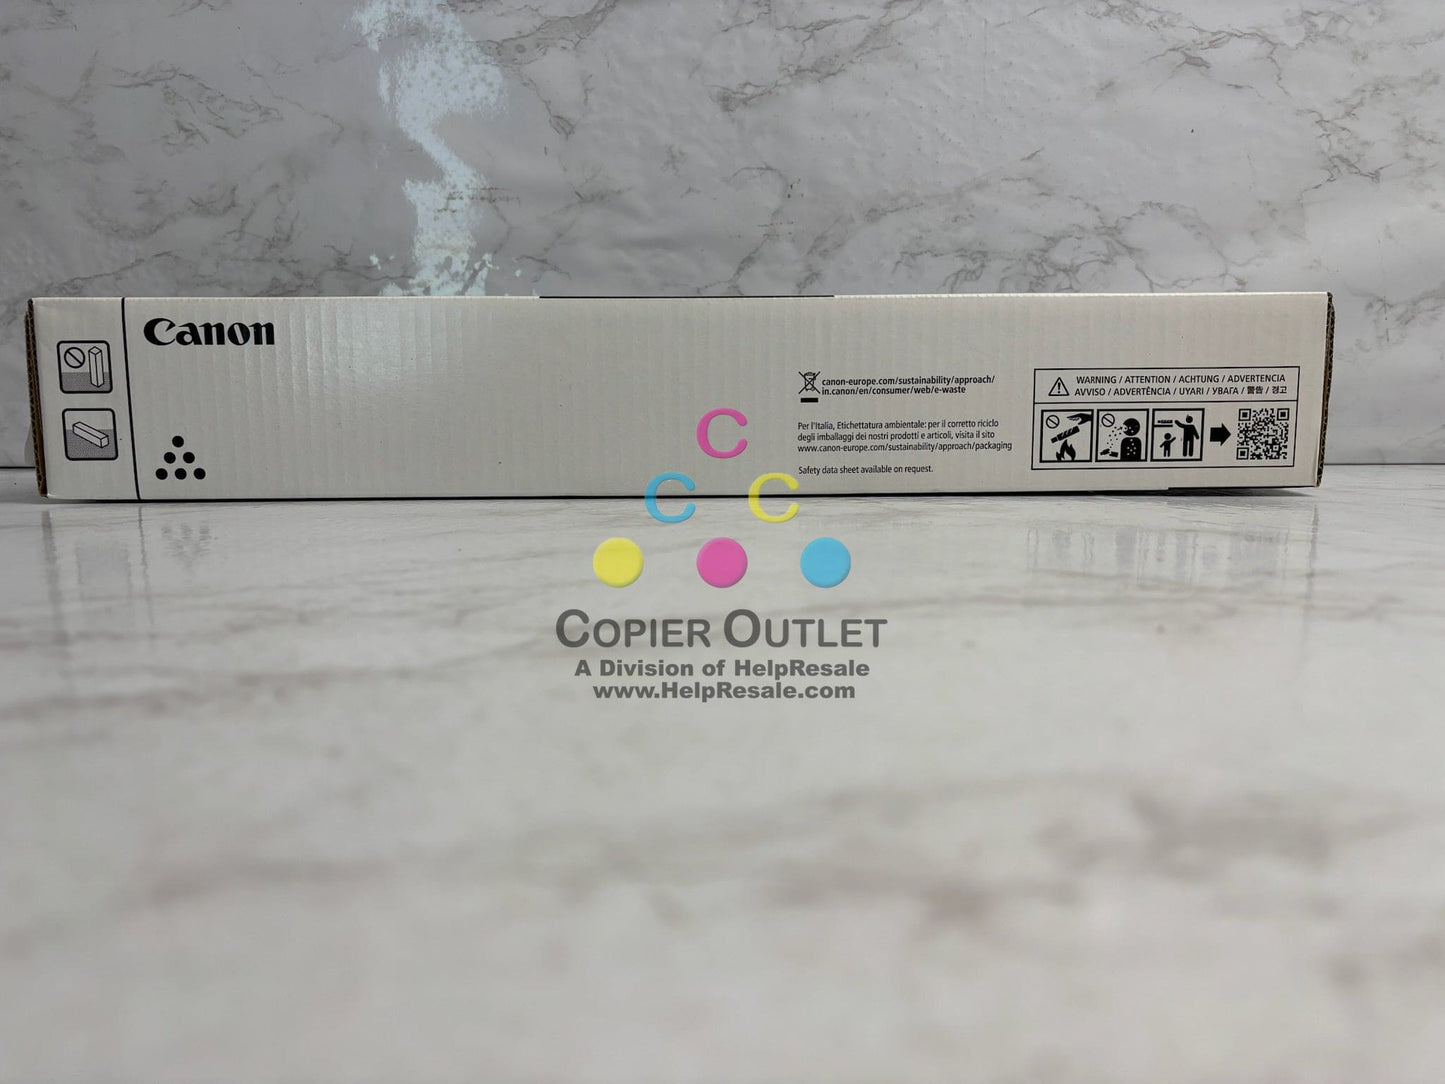 Canon
canon-europe.com/sustainability/approach/
in.canon/en/consumer/web/e-waste
Per l'Italia, Etichettatura ambientale: per il corretto riciclo
degli imballaggi dei nostri prodotti e articoli, visita il sito
www.canon-europe.com/sustainability/approach/packaging
Safety data sheet available on request.
WARNING / ATTENTION / ACHTUNG / ADVERTENCIA
AVVISO / ADVERTÊNCIA / UYARI / УВАГА / 警告 / 경고
C
C C
COPIER OUTLET
A Division of HelpResale
www.HelpResale.com